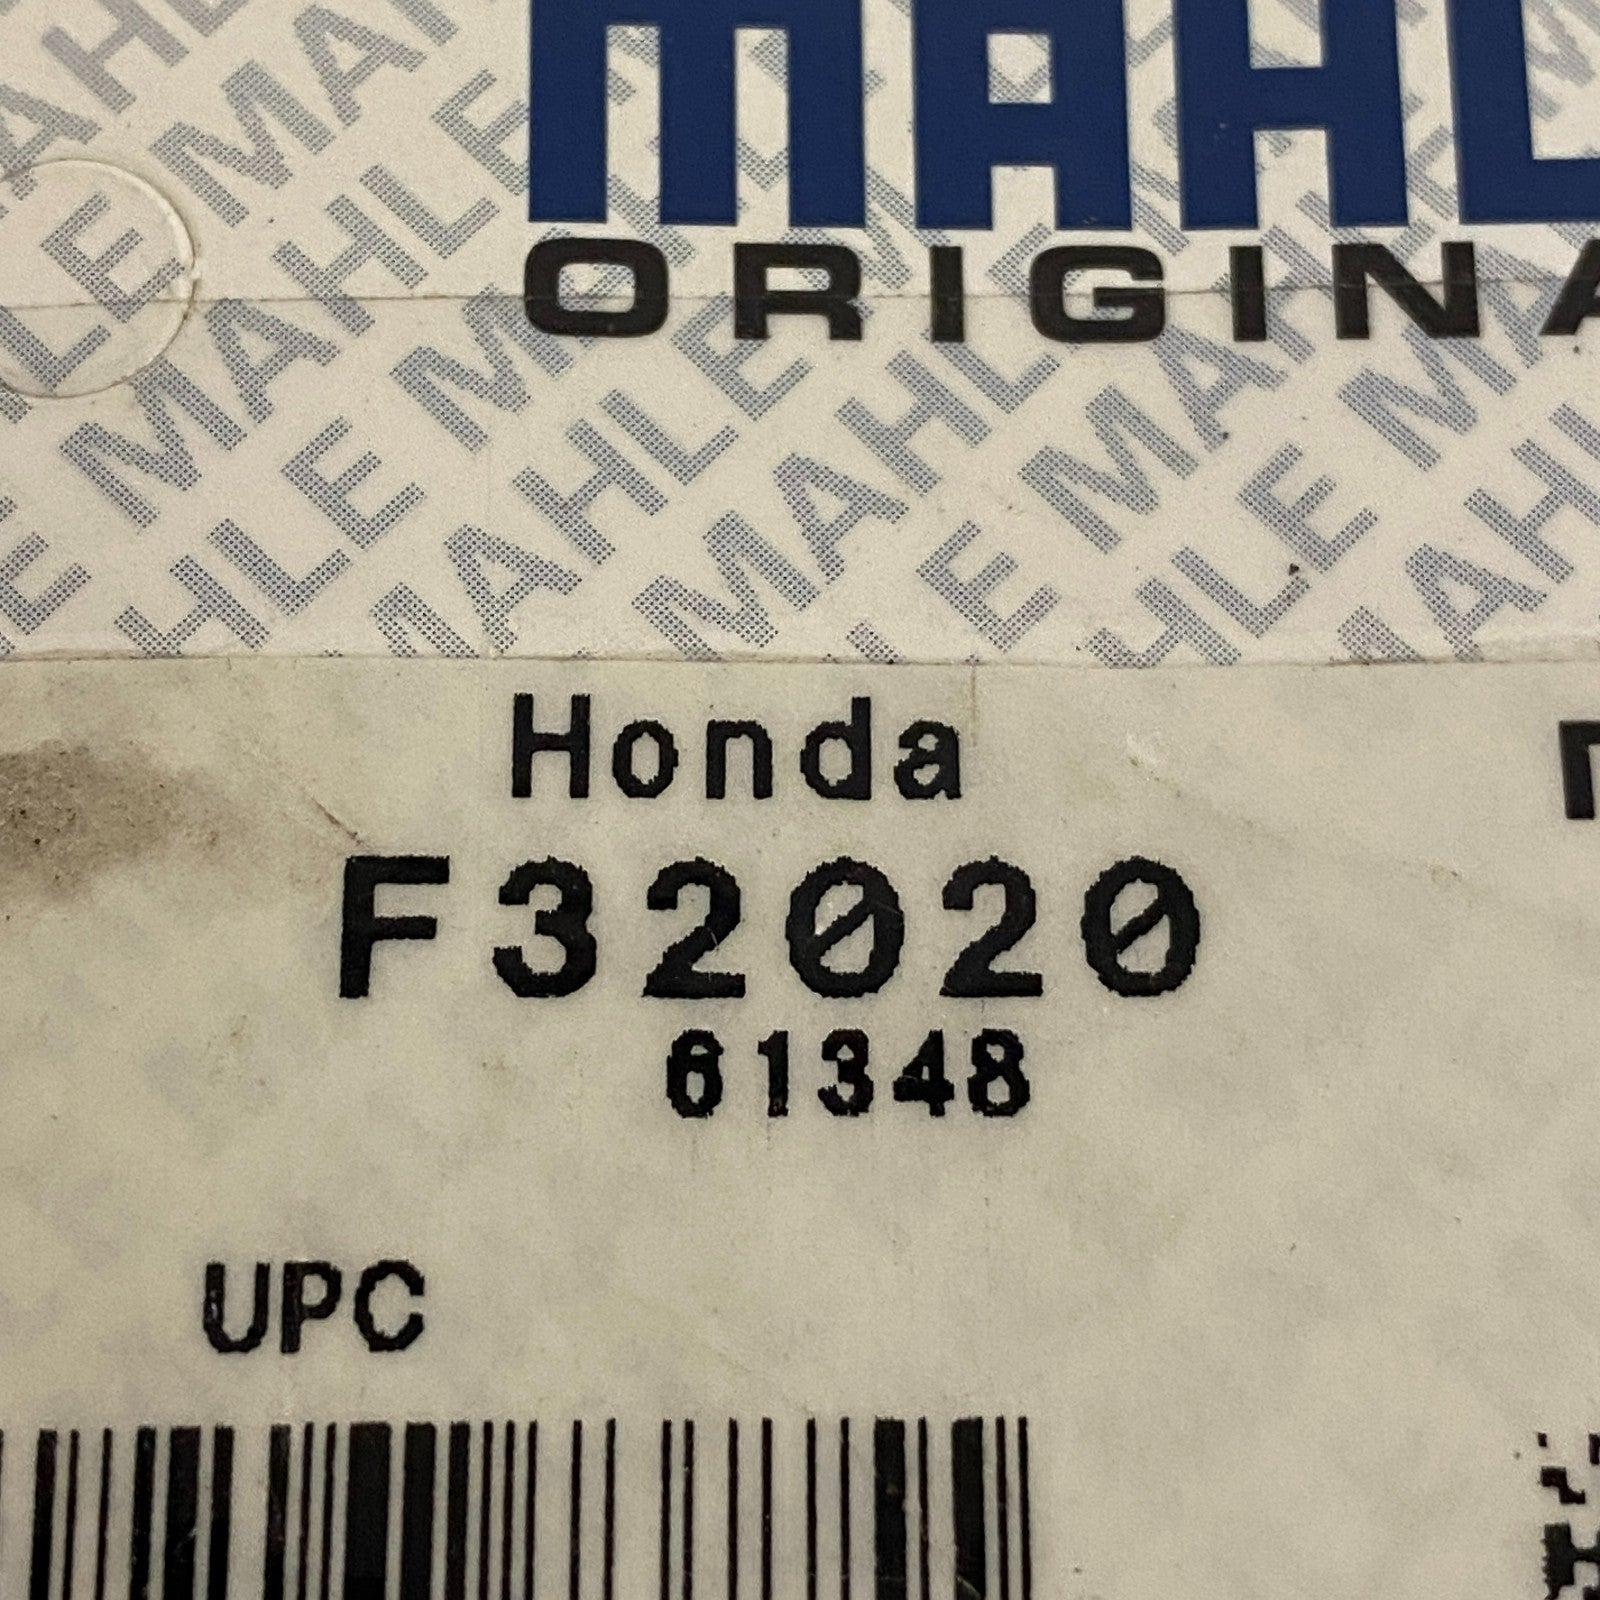 MAHL
ORIGINA
Honda
F32020
61348
UPC